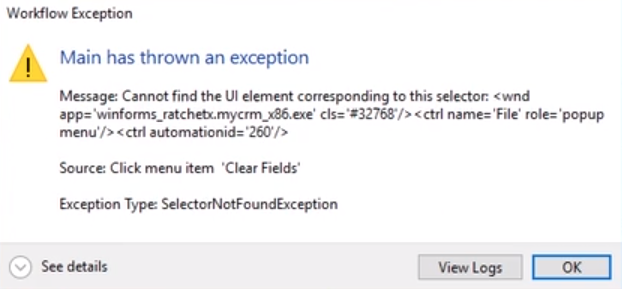 Workflow Exception
Main has thrown an exception
Message: Cannot find the UI element corresponding to this selector: <wnd
app='winforms_ratchetx.mycrm_x86.exe' cls='#32768'/><ctrl name='File' role='popup
menu'/><ctrl automationid='260'/>
Source: Click menu item  'Clear Fields'
Exception Type: SelectorNotFoundException
See details
View Logs
OK